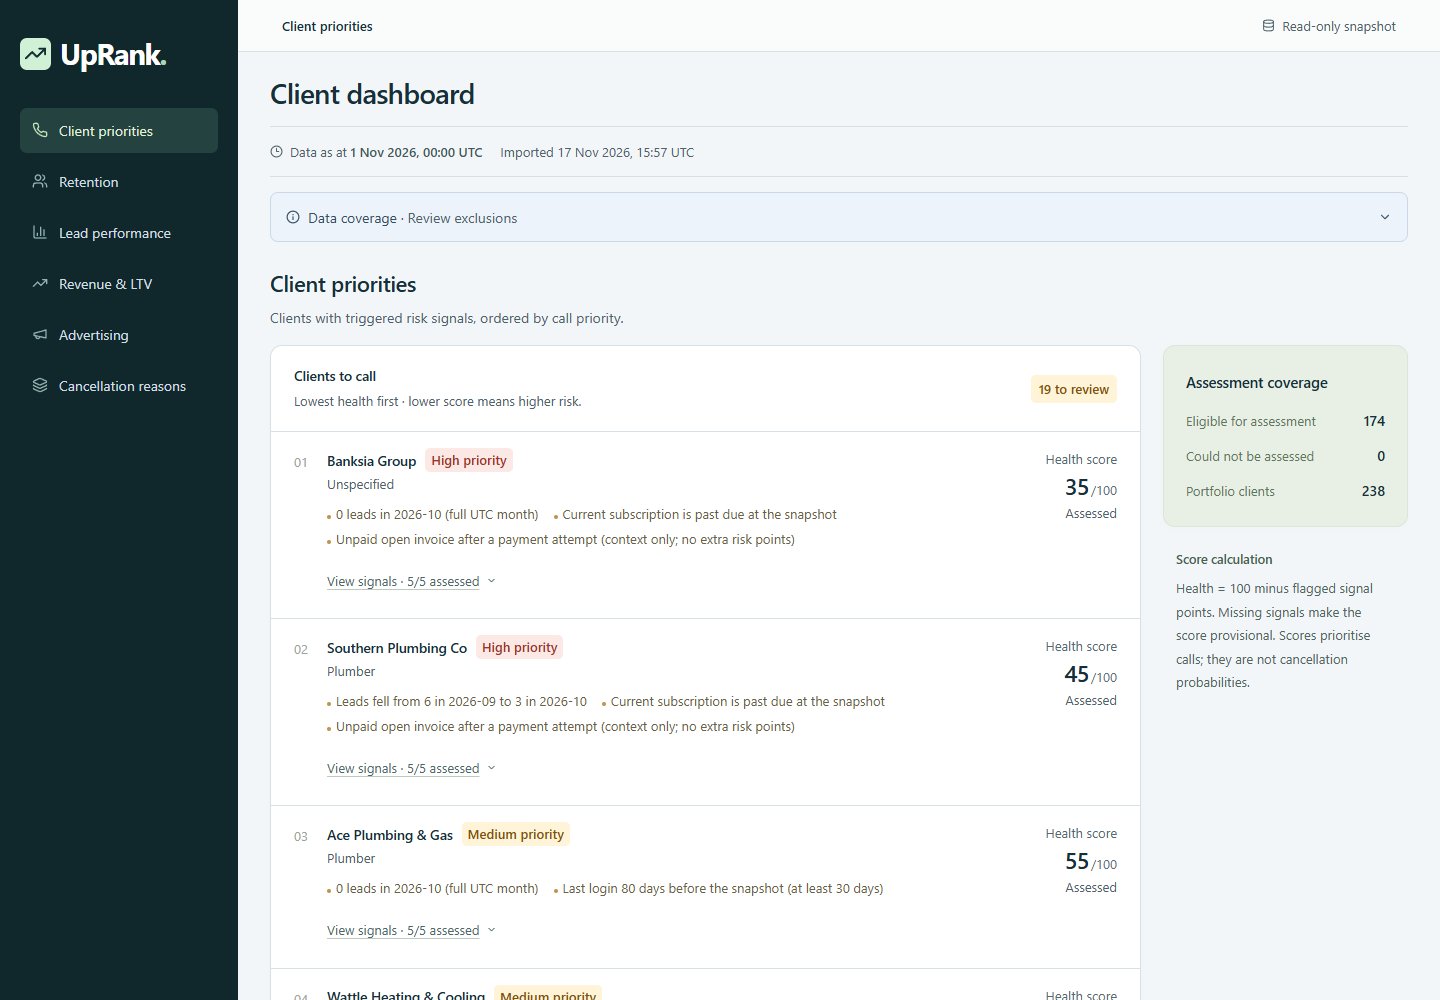 UpRank.
Client priorities
Retention
Lead performance
Revenue & LTV
Advertising
Cancellation reasons
Client priorities
Read-only snapshot
Client dashboard
Data as at 1 Nov 2026, 00:00 UTC Imported 17 Nov 2026, 15:57 UTC
Data coverage · Review exclusions
Client priorities
Clients with triggered risk signals, ordered by call priority.
Clients to call
Lowest health first · lower score means higher risk.
19 to review
01 Banksia Group High priority
Unspecified
• 0 leads in 2026-10 (full UTC month) • Current subscription is past due at the snapshot
• Unpaid open invoice after a payment attempt (context only; no extra risk points)
View signals · 5/5 assessed
Health score
35/100
Assessed
02 Southern Plumbing Co High priority
Plumber
• Leads fell from 6 in 2026-09 to 3 in 2026-10 • Current subscription is past due at the snapshot
• Unpaid open invoice after a payment attempt (context only; no extra risk points)
View signals · 5/5 assessed
Health score
45/100
Assessed
03 Ace Plumbing & Gas Medium priority
Plumber
• 0 leads in 2026-10 (full UTC month) • Last login 80 days before the snapshot (at least 30 days)
View signals · 5/5 assessed
Health score
55/100
Assessed
04 Wattle Heating & Cooling Medium priority
Health score
Assessment coverage
Eligible for assessment 174
Could not be assessed 0
Portfolio clients 238
Score calculation
Health = 100 minus flagged signal
points. Missing signals make the
score provisional. Scores prioritise
calls; they are not cancellation
probabilities.